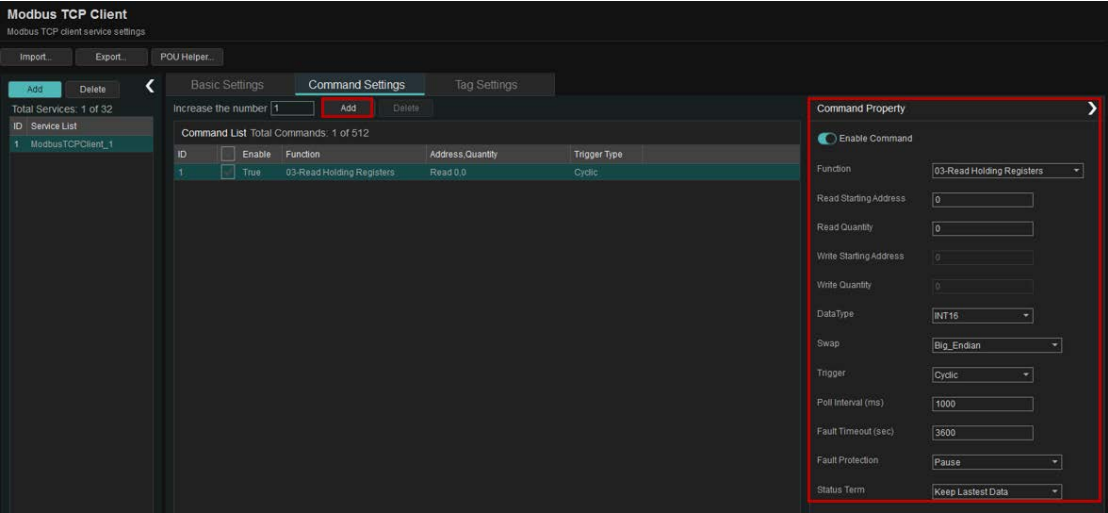 Modbus TCP Client
Modbus TCP client service settings
Import... Export... POU Helper...
Add Delete
Total Services: 1 of 32
ID Service List
1 ModbusTCPClient_1
Basic Settings Command Settings Tag Settings
Increase the number 1 Add Delete
Command List Total Commands: 1 of 512
ID Enable Function Address,Quantity Trigger Type
1 True 03-Read Holding Registers Read 0,0 Cyclic
Command Property
Enable Command
Function 03-Read Holding Registers
Read Starting Address 0
Read Quantity 0
Write Starting Address 0
Write Quantity 0
DataType INT16
Swap Big_Endian
Trigger Cyclic
Poll Interval (ms) 1000
Fault Timeout (sec) 3600
Fault Protection Pause
Status Term Keep Lastest Data